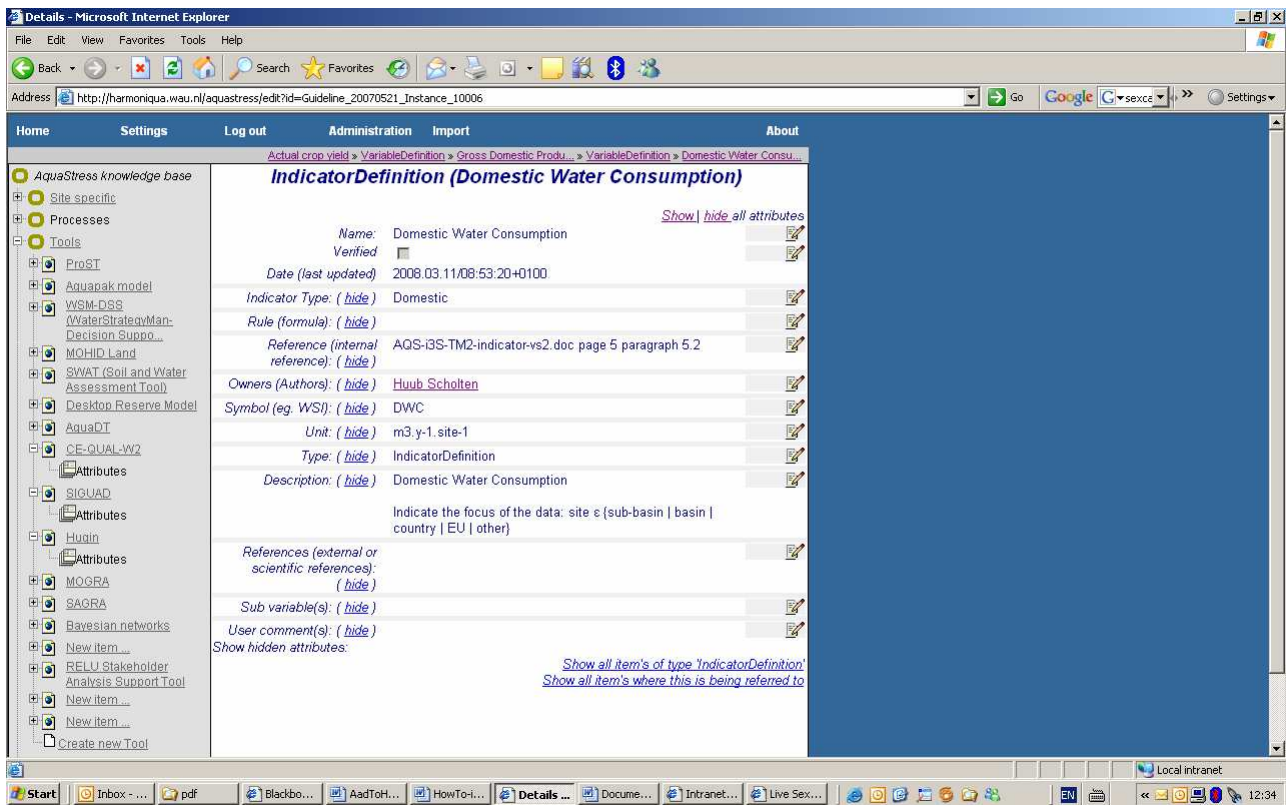 Details - Microsoft Internet Explorer
File Edit View Favorites Tools Help
Back Search Favorites
Address http://harmoniqua.wau.nl/aquastress/edit?id=Guideline_20070521_Instance_10006 Go Google G sexca » Settings
Home Settings Log out Administration Import About
Actual crop yield » VariableDefinition » Gross Domestic Produ... » VariableDefinition » Domestic Water Consu...
AquaStress knowledge base
Site specific
Processes
Tools
ProST
Aquapak model
WSM-DSS
(WaterStrategyMan-
Decision Suppo...
MOHID Land
SWAT (Soil and Water
Assessment Tool)
Desktop Reserve Model
AquaDT
CE-QUAL-W2
Attributes
SIGUAD
Attributes
Hugin
Attributes
MOGRA
SAGRA
Bayesian networks
New item ...
RELU Stakeholder
Analysis Support Tool
New item ...
New item ...
Create new Tool
IndicatorDefinition (Domestic Water Consumption)
Show | hide all attributes
Name: Domestic Water Consumption
Verified
Date (last updated) 2008.03.11/08:53:20+0100
Indicator Type: ( hide ) Domestic
Rule (formula): ( hide )
Reference (internal
reference): ( hide ) AQS-i3S-TM2-indicator-vs2.doc page 5 paragraph 5.2
Owners (Authors): ( hide ) Huub Scholten
Symbol (eg. WSI): ( hide ) DWC
Unit: ( hide ) m3.y-1.site-1
Type: ( hide ) IndicatorDefinition
Description: ( hide ) Domestic Water Consumption
Indicate the focus of the data: site ε {sub-basin | basin |
country | EU | other}
References (external or
scientific references):
( hide )
Sub variable(s): ( hide )
User comment(s): ( hide )
Show hidden attributes:
Show all item's of type 'IndicatorDefinition'
Show all item's where this is being referred to
Local intranet
Start Inbox - ... pdf Blackbo... AadToH... HowTo-i... Details ... Docume... Intranet... Live Sex... EN « 12:34